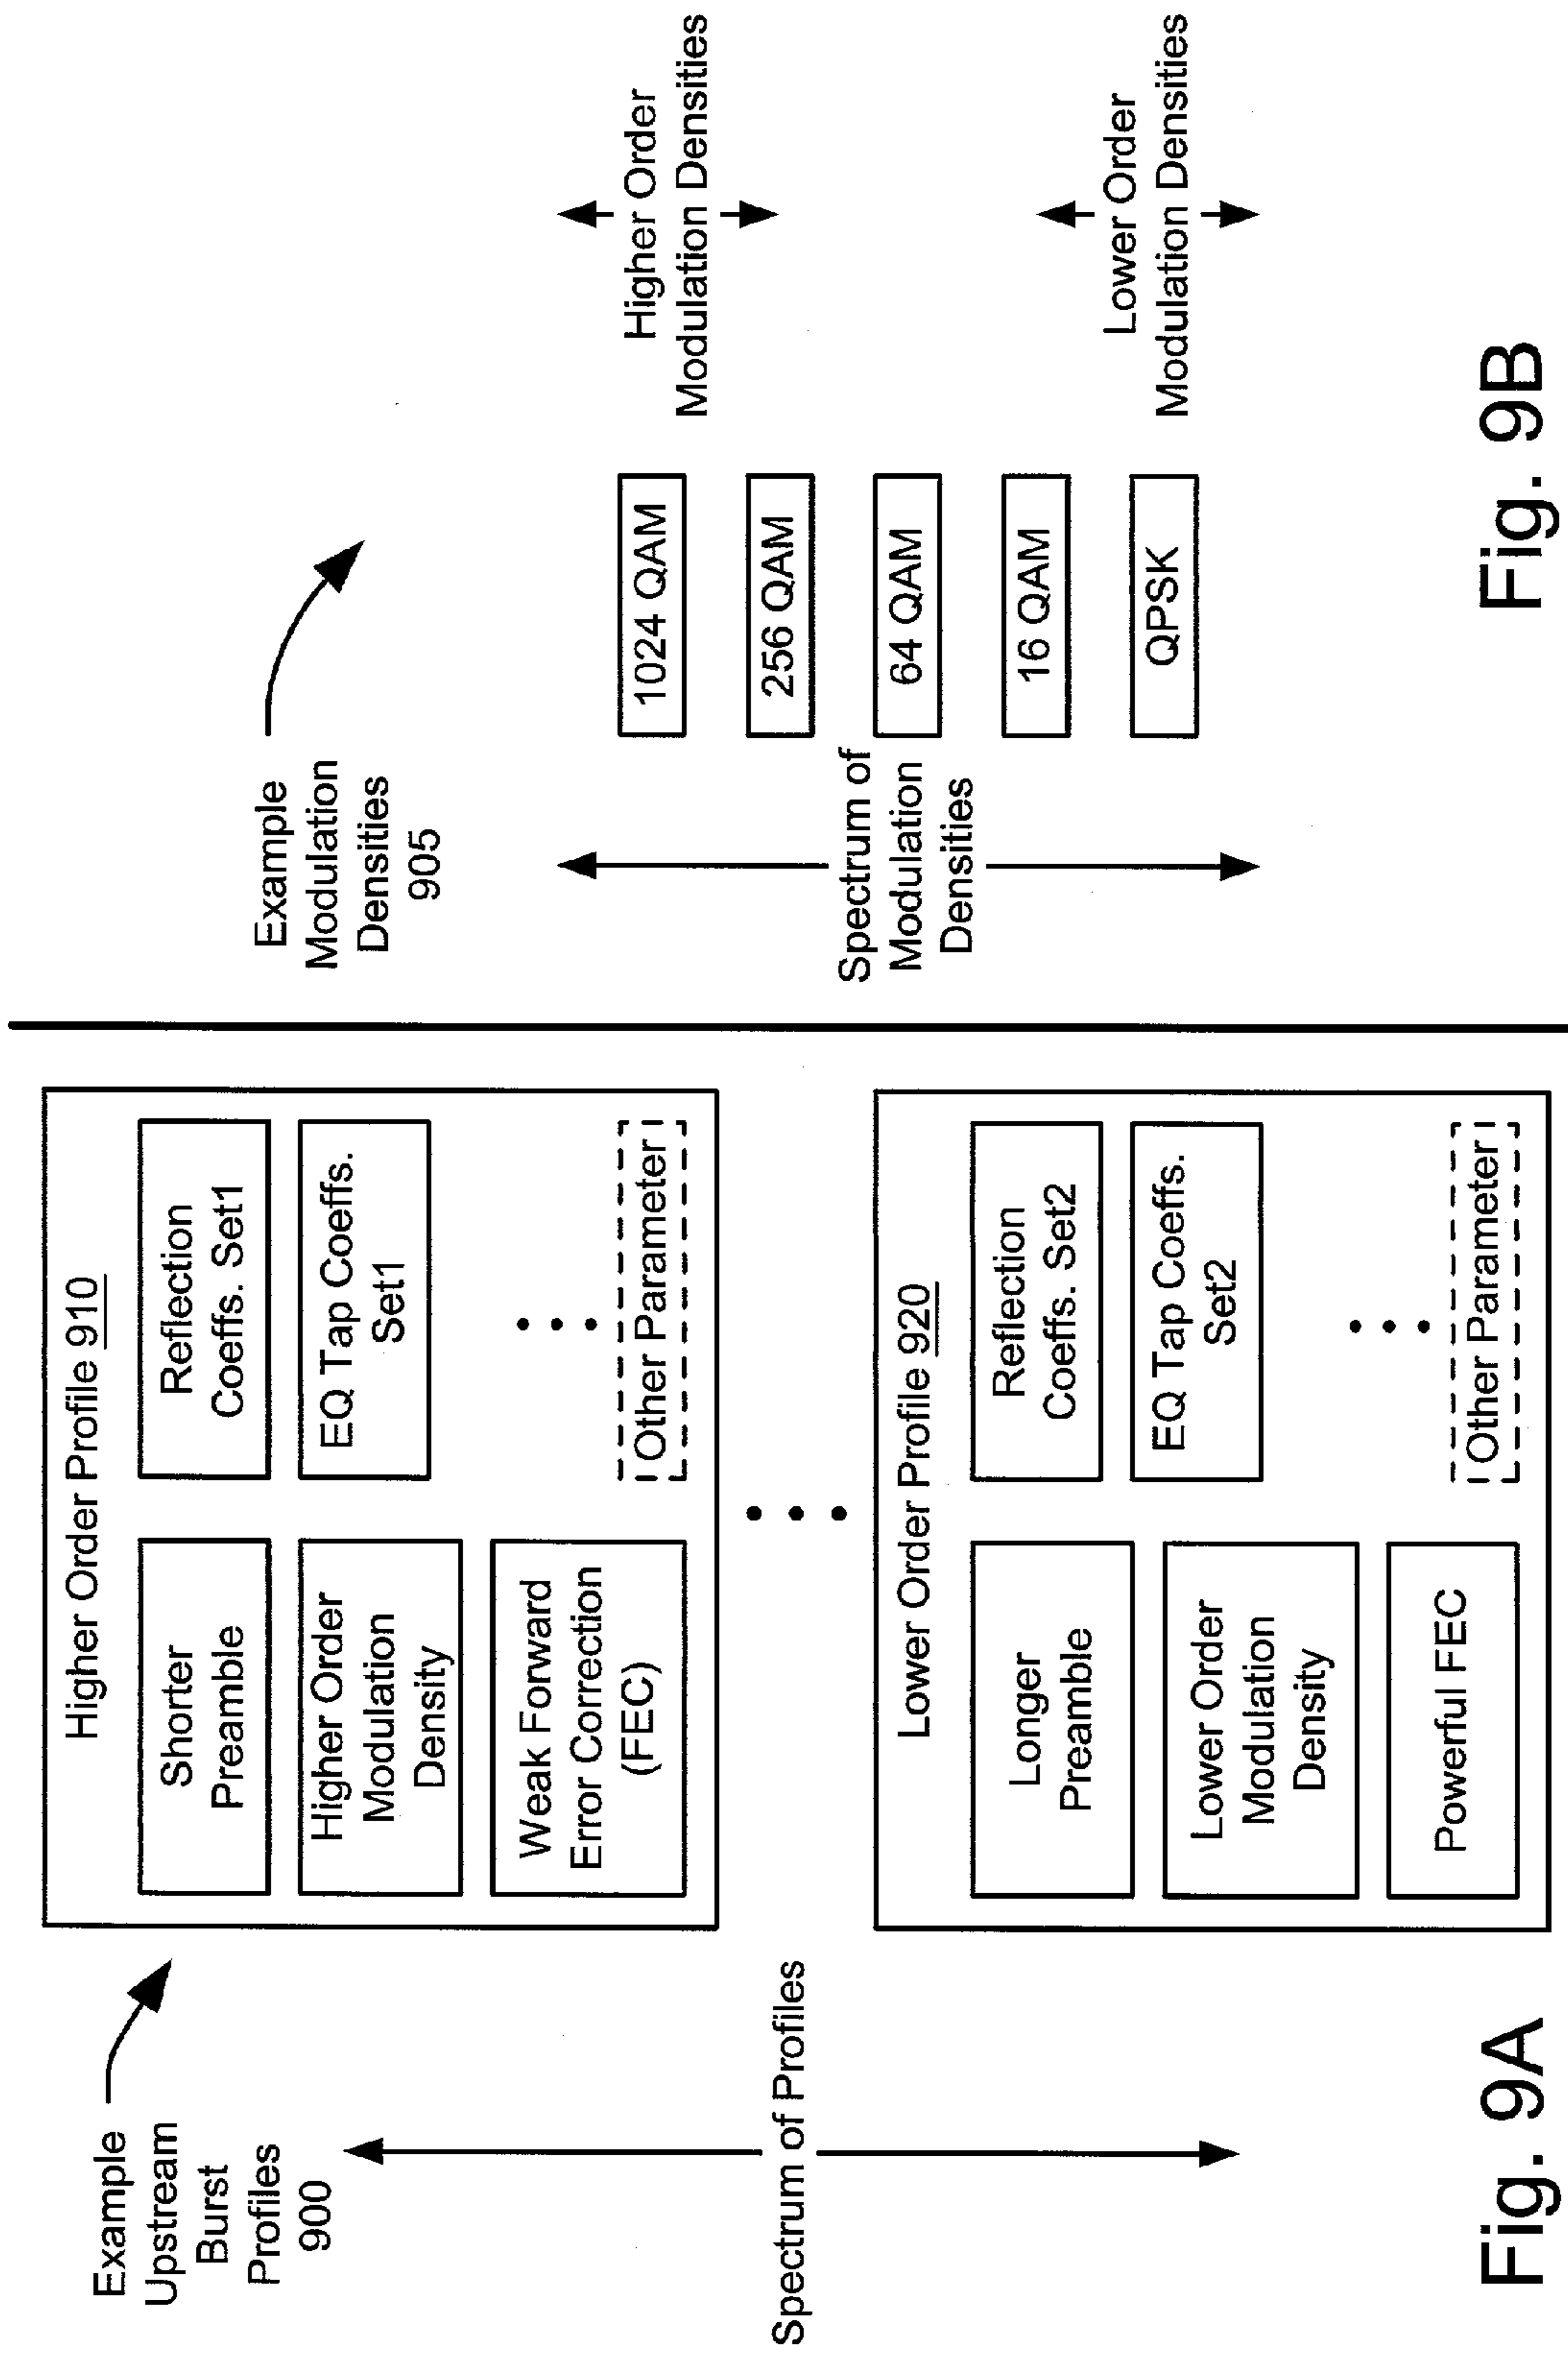 Example
Upstream
Burst
Profiles
900
Spectrum of Profiles
Higher Order Profile 910
Shorter
Preamble
Higher Order
Modulation
Density
Weak Forward
Error Correction
(FEC)
Reflection
Coeffs. Set1
EQ Tap Coeffs.
Set1
Other Parameter
Lower Order Profile 920
Longer
Preamble
Lower Order
Modulation
Density
Powerful FEC
Reflection
Coeffs. Set2
EQ Tap Coeffs.
Set2
Other Parameter
Fig. 9A
Example
Modulation
Densities
905
Spectrum of
Modulation
Densities
1024 QAM
256 QAM
64 QAM
16 QAM
QPSK
Higher Order
Modulation Densities
Lower Order
Modulation Densities
Fig. 9B